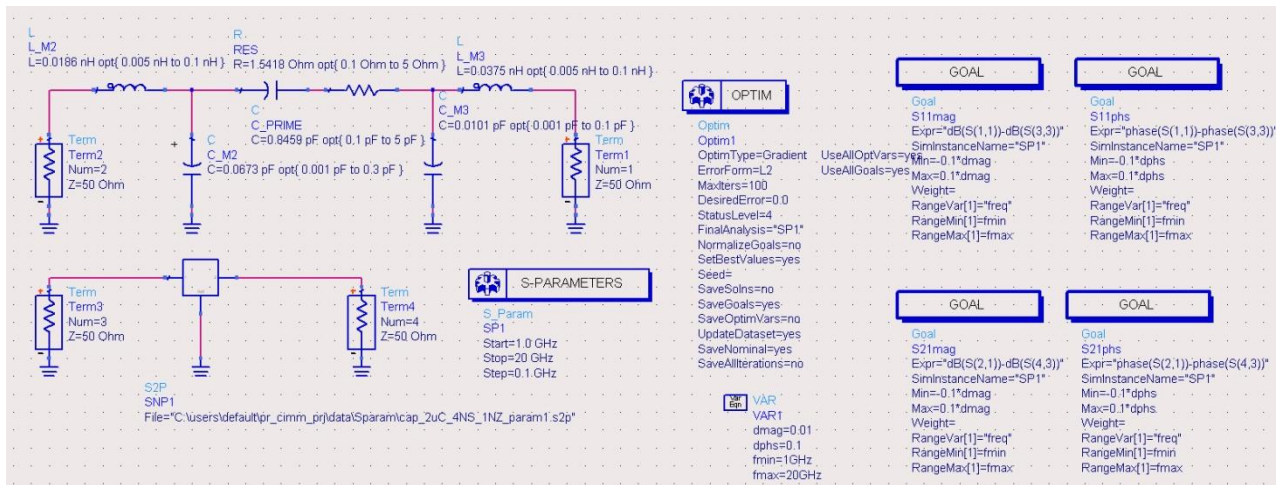 L
L_M2
L=0.0186 nH opt{ 0.005 nH to 0.1 nH }
R
RES
R=1.5418 Ohm opt{ 0.1 Ohm to 5 Ohm }
L
L_M3
L=0.0375 nH opt{ 0.005 nH to 0.1 nH }
C
C_PRIME
C=0.8459 pF opt{ 0.1 pF to 5 pF }
C
C_M3
C=0.0101 pF opt{ 0.001 pF to 0.1 pF }
C
C_M2
C=0.0673 pF opt{ 0.001 pF to 0.3 pF }
Term
Term2
Num=2
Z=50 Ohm
Term
Term1
Num=1
Z=50 Ohm
Term
Term3
Num=3
Z=50 Ohm
Term
Term4
Num=4
Z=50 Ohm
S2P
SNP1
File="C:\users\default\pr_cimm_prj\data\Sparam\cap_2uC_4NS_1NZ_param1.s2p"
S-PARAMETERS
S_Param
SP1
Start=1.0 GHz
Stop=20 GHz
Step=0.1 GHz
OPTIM
Optim
Optim1
OptimType=Gradient UseAllOptVars=yes
ErrorForm=L2 UseAllGoals=yes
MaxIters=100
DesiredError=0.0
StatusLevel=4
FinalAnalysis="SP1"
NormalizeGoals=no
SetBestValues=yes
Seed=
SaveSolns=no
SaveGoals=yes
SaveOptimVars=no
UpdateDataset=yes
SaveNominal=yes
SaveAllIterations=no
Var
Eqn
VAR
VAR1
dmag=0.01
dphs=0.1
fmin=1GHz
fmax=20GHz
GOAL
Goal
S11mag
Expr="dB(S(1,1))-dB(S(3,3))"
SimInstanceName="SP1"
Min=-0.1*dmag
Max=0.1*dmag
Weight=
RangeVar[1]="freq"
RangeMin[1]=fmin
RangeMax[1]=fmax
GOAL
Goal
S11phs
Expr="phase(S(1,1))-phase(S(3,3))"
SimInstanceName="SP1"
Min=-0.1*dphs
Max=0.1*dphs
Weight=
RangeVar[1]="freq"
RangeMin[1]=fmin
RangeMax[1]=fmax
GOAL
Goal
S21mag
Expr="dB(S(2,1))-dB(S(4,3))"
SimInstanceName="SP1"
Min=-0.1*dmag
Max=0.1*dmag
Weight=
RangeVar[1]="freq"
RangeMin[1]=fmin
RangeMax[1]=fmax
GOAL
Goal
S21phs
Expr="phase(S(2,1))-phase(S(4,3))"
SimInstanceName="SP1"
Min=-0.1*dphs
Max=0.1*dphs
Weight=
RangeVar[1]="freq"
RangeMin[1]=fmin
RangeMax[1]=fmax